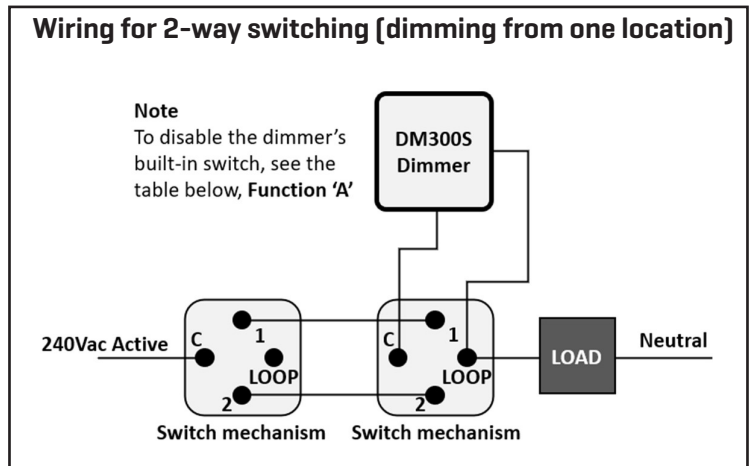 Wiring for 2-way switching (dimming from one location)
Note
To disable the dimmer's
built-in switch, see the
table below, Function 'A'
DM300S
Dimmer
240Vac Active
C
1
LOOP
2
Switch mechanism
C
1
LOOP
2
Switch mechanism
LOAD
Neutral